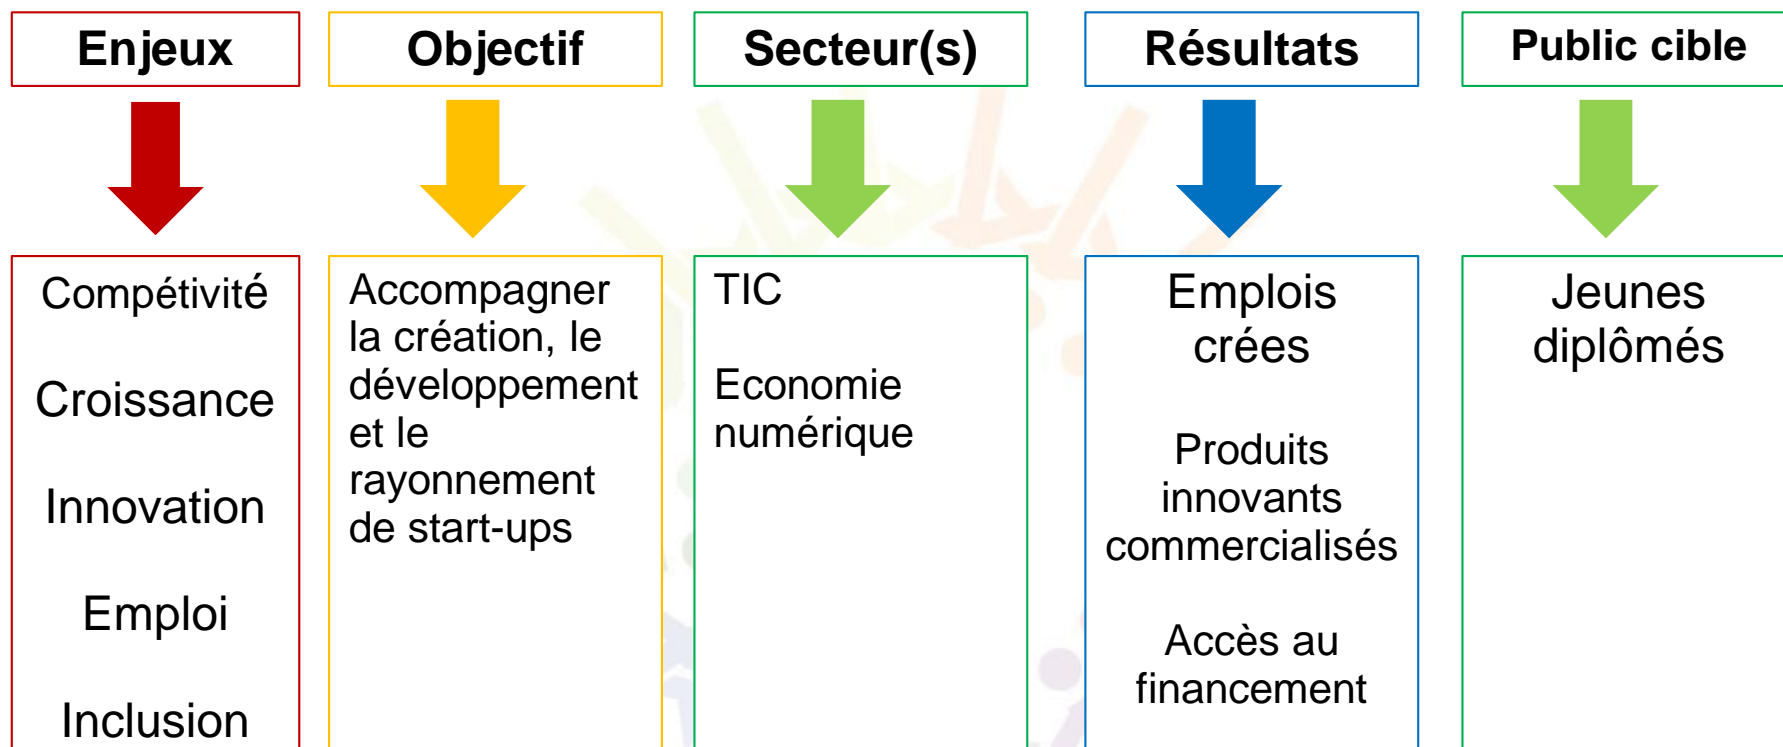 Enjeux
Objectif
Secteur(s)
Résultats
Public cible
Compétivité
Croissance
Innovation
Emploi
Inclusion
Accompagner
la création, le
développement
et le
rayonnement
de start-ups
TIC
Economie
numérique
Emplois
crées
Produits
innovants
commercialisés
Accès au
financement
Jeunes
diplômés